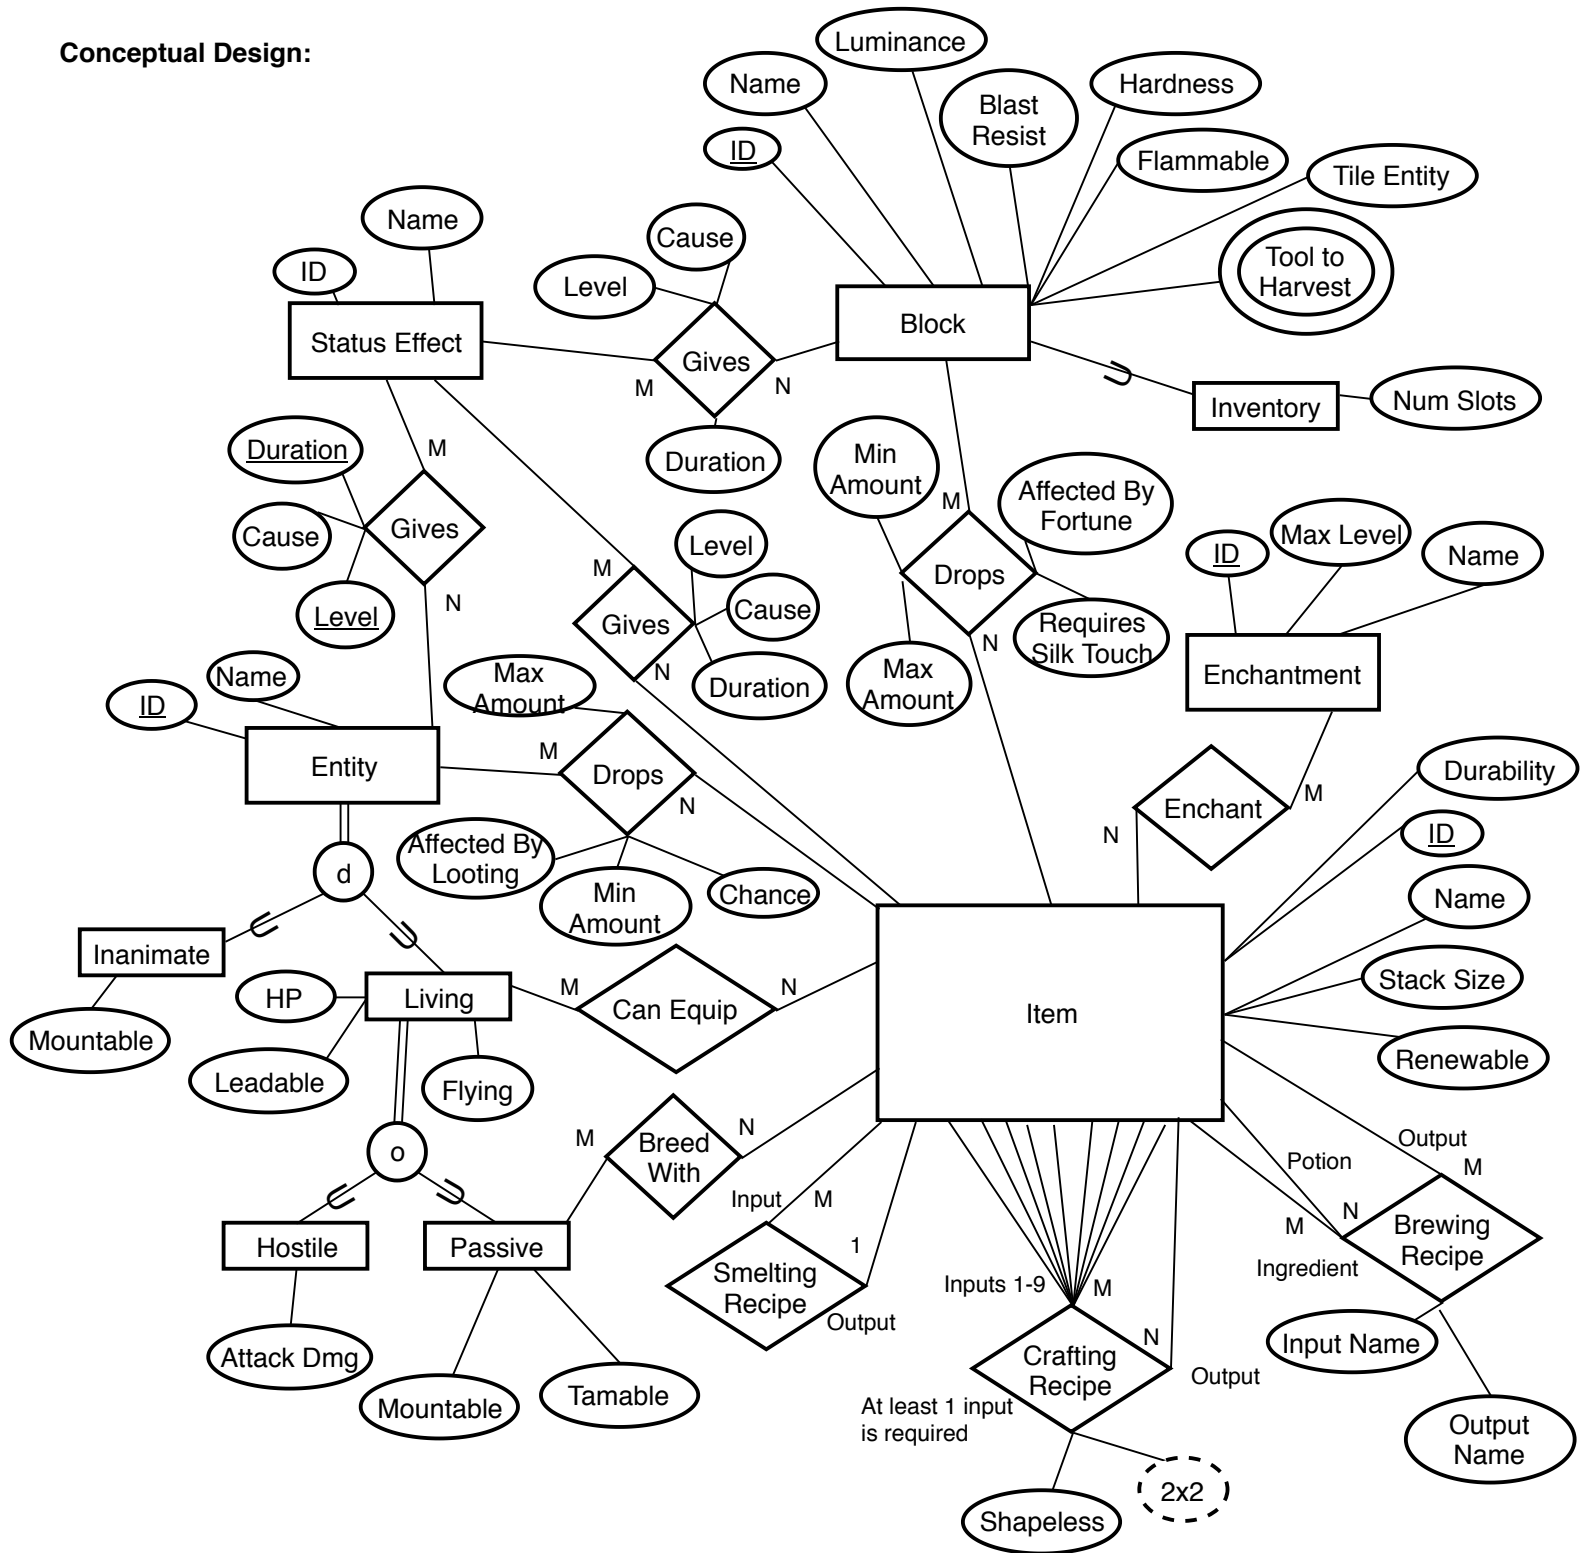 Conceptual Design:
Luminance
Name
Blast
Resist
Hardness
ID
Flammable
Tile Entity
Name
Cause
Tool to
Harvest
ID
Level
Status Effect
Gives
M
N
Block
Inventory
Num Slots
Duration
M
Duration
Cause
Gives
Level
N
Min
Amount
M
Affected By
Fortune
Drops
Max
Amount
N
Requires
Silk Touch
ID
Max Level
Name
Enchantment
M
Gives
N
Level
Cause
Duration
Name
ID
Max
Amount
Entity
M
Drops
N
Affected By
Looting
Min
Amount
Chance
Enchant
M
N
Durability
ID
Name
Stack Size
Renewable
d
Inanimate
Mountable
HP
Living
Leadable
Flying
M
Can Equip
N
Item
o
M
Breed
With
N
Hostile
Passive
Attack Dmg
Mountable
Tamable
Input
M
1
Smelting
Recipe
Output
Inputs 1-9
M
N
Crafting
Recipe
Output
At least 1 input
is required
Shapeless
2x2
Output
M
Potion
N
M
Brewing
Recipe
Ingredient
Input Name
Output
Name